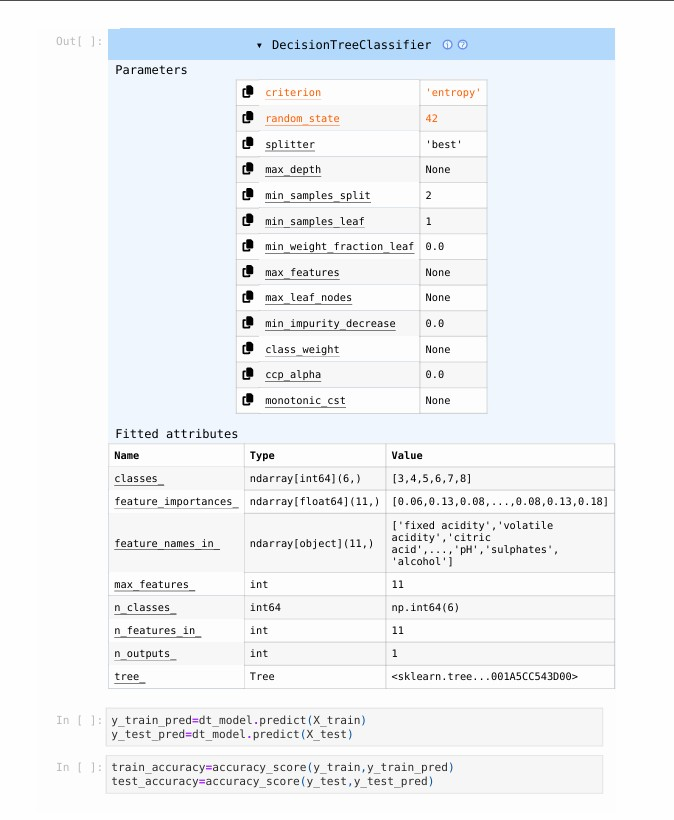 Out[ ]:
▾ DecisionTreeClassifier i ?
Parameters
criterion 'entropy'
random_state 42
splitter 'best'
max_depth None
min_samples_split 2
min_samples_leaf 1
min_weight_fraction_leaf 0.0
max_features None
max_leaf_nodes None
min_impurity_decrease 0.0
class_weight None
ccp_alpha 0.0
monotonic_cst None
Fitted attributes
Name Type Value
classes_ ndarray[int64](6,) [3,4,5,6,7,8]
feature_importances_ ndarray[float64](11,) [0.06,0.13,0.08,...,0.08,0.13,0.18]
feature_names_in_ ndarray[object](11,) ['fixed acidity','volatile
acidity','citric
acid',...,'pH','sulphates',
'alcohol']
max_features_ int 11
n_classes_ int64 np.int64(6)
n_features_in_ int 11
n_outputs_ int 1
tree_ Tree <sklearn.tree...001A5CC543D00>
In [ ]: y_train_pred=dt_model.predict(X_train)
y_test_pred=dt_model.predict(X_test)
In [ ]: train_accuracy=accuracy_score(y_train,y_train_pred)
test_accuracy=accuracy_score(y_test,y_test_pred)